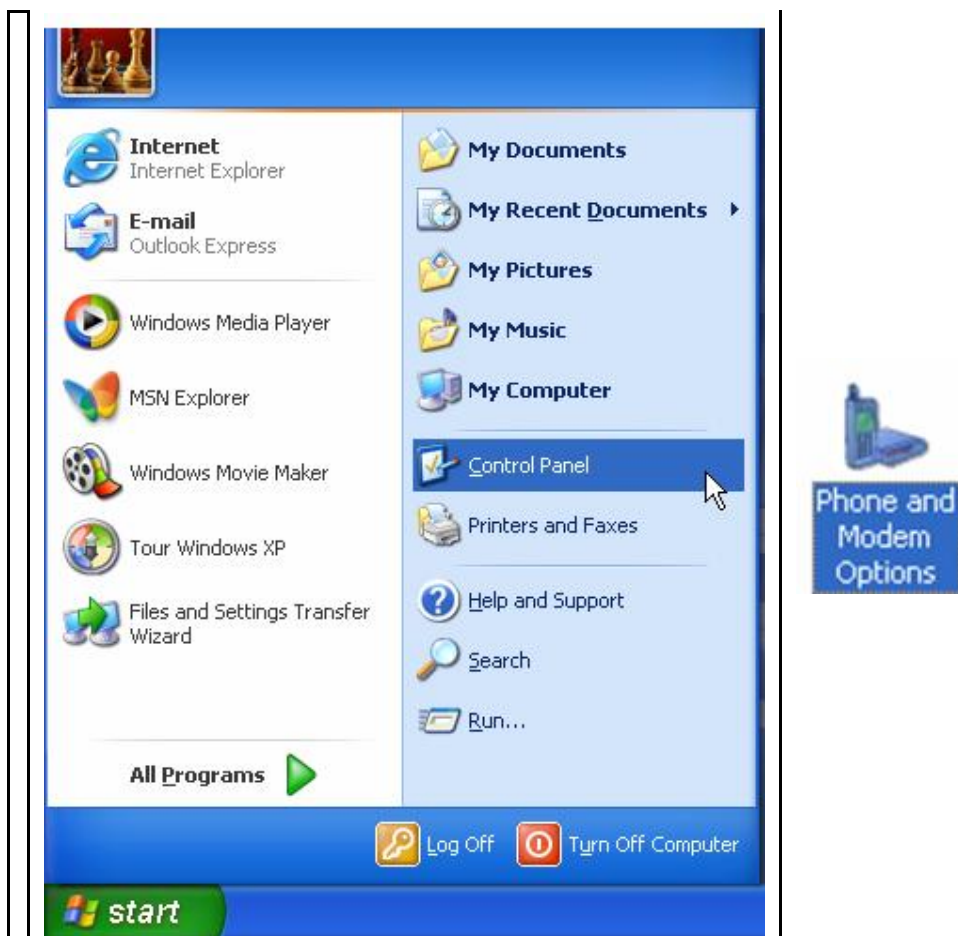 Internet
Internet Explorer
E-mail
Outlook Express
Windows Media Player
MSN Explorer
Windows Movie Maker
Tour Windows XP
Files and Settings Transfer
Wizard
All Programs
My Documents
My Recent Documents
My Pictures
My Music
My Computer
Control Panel
Printers and Faxes
Help and Support
Search
Run...
Log Off
Turn Off Computer
start
Phone and
Modem
Options